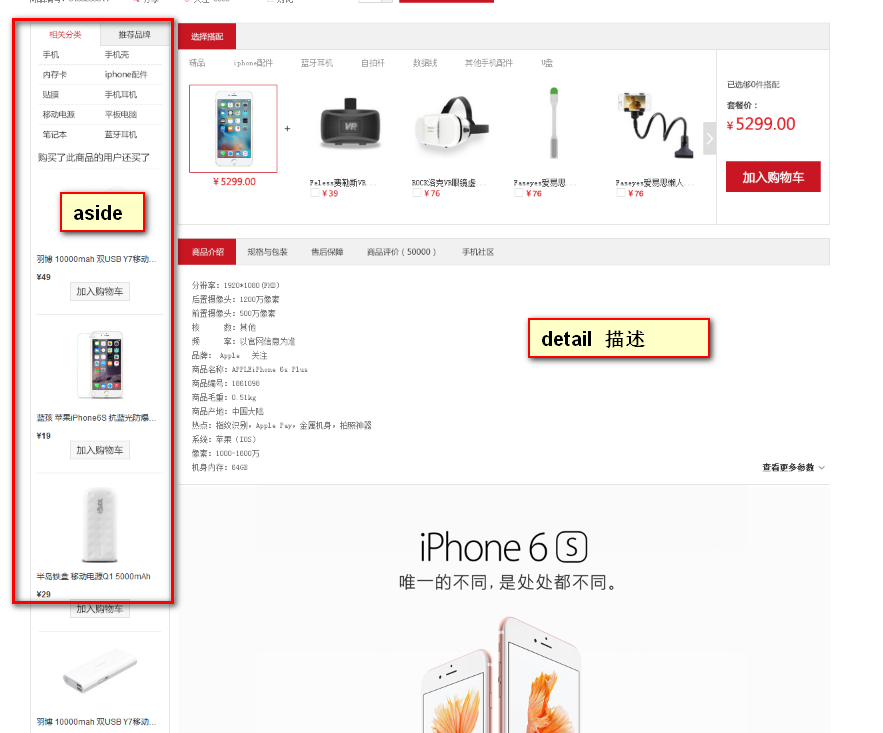 相关分类 推荐品牌
手机 手机壳
内存卡 iphone配件
贴膜 手机耳机
移动电源 平板电脑
笔记本 蓝牙耳机
购买了此商品的用户还买了
aside
羽博 10000mah 双USB Y7移动...
¥49
加入购物车
蓝孩 苹果iPhone6S 抗蓝光防爆...
¥19
加入购物车
半岛铁盒 移动电源Q1 5000mAh
¥29
加入购物车
羽博 10000mah 双USB Y7移动...
选择搭配
精品 iphone配件 蓝牙耳机 自拍杆 数据线 其他手机配件 U盘
VR
+
¥5299.00
Feless费勒斯VR...
¥39
ROCK洛克VR眼镜虚...
¥76
Paseyes爱易思...
¥76
Paseyes爱易思懒人...
¥76
已选购0件搭配
套餐价：
¥5299.00
加入购物车
商品介绍 规格与包装 售后保障 商品评价（50000） 手机社区
分辨率：1920*1080(FHD)
后置摄像头：1200万像素
前置摄像头：500万像素
核 数：其他
频 率：以官网信息为准
品牌： Apple 关注
商品名称：APPLEiPhone 6s Plus
商品编号：1861098
商品毛重：0.51kg
商品产地：中国大陆
热点：指纹识别，Apple Pay，金属机身，拍照神器
系统：苹果（IOS）
像素：1000-1600万
机身内存：64GB
detail 描述
查看更多参数
iPhone 6 S
唯一的不同，是处处都不同。